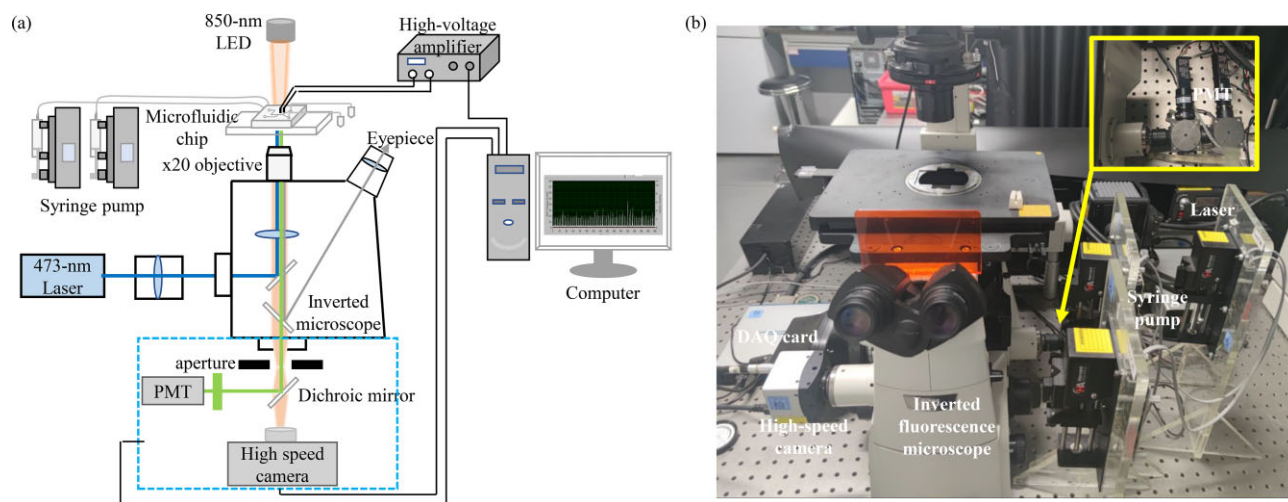 (a)
850-nm
LED
High-voltage
amplifier
Microfluidic
chip
Eyepiece
x20 objective
Syringe pump
473-nm
Laser
Inverted
microscope
Computer
aperture
PMT
Dichroic mirror
High speed
camera
(b)
PMT
Laser
Syringe
pump
DAQ card
High-speed
camera
Inverted
fluorescence
microscope